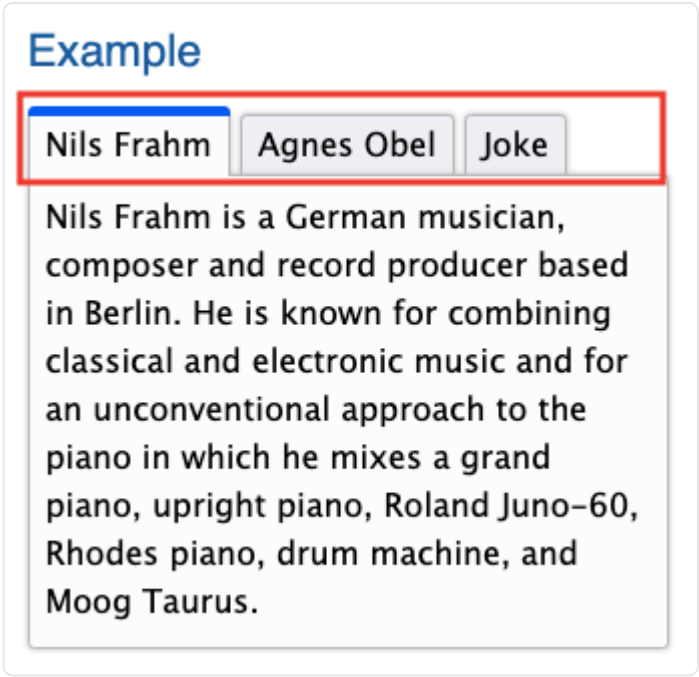 Example
Nils Frahm Agnes Obel Joke
Nils Frahm is a German musician,
composer and record producer based
in Berlin. He is known for combining
classical and electronic music and for
an unconventional approach to the
piano in which he mixes a grand
piano, upright piano, Roland Juno-60,
Rhodes piano, drum machine, and
Moog Taurus.